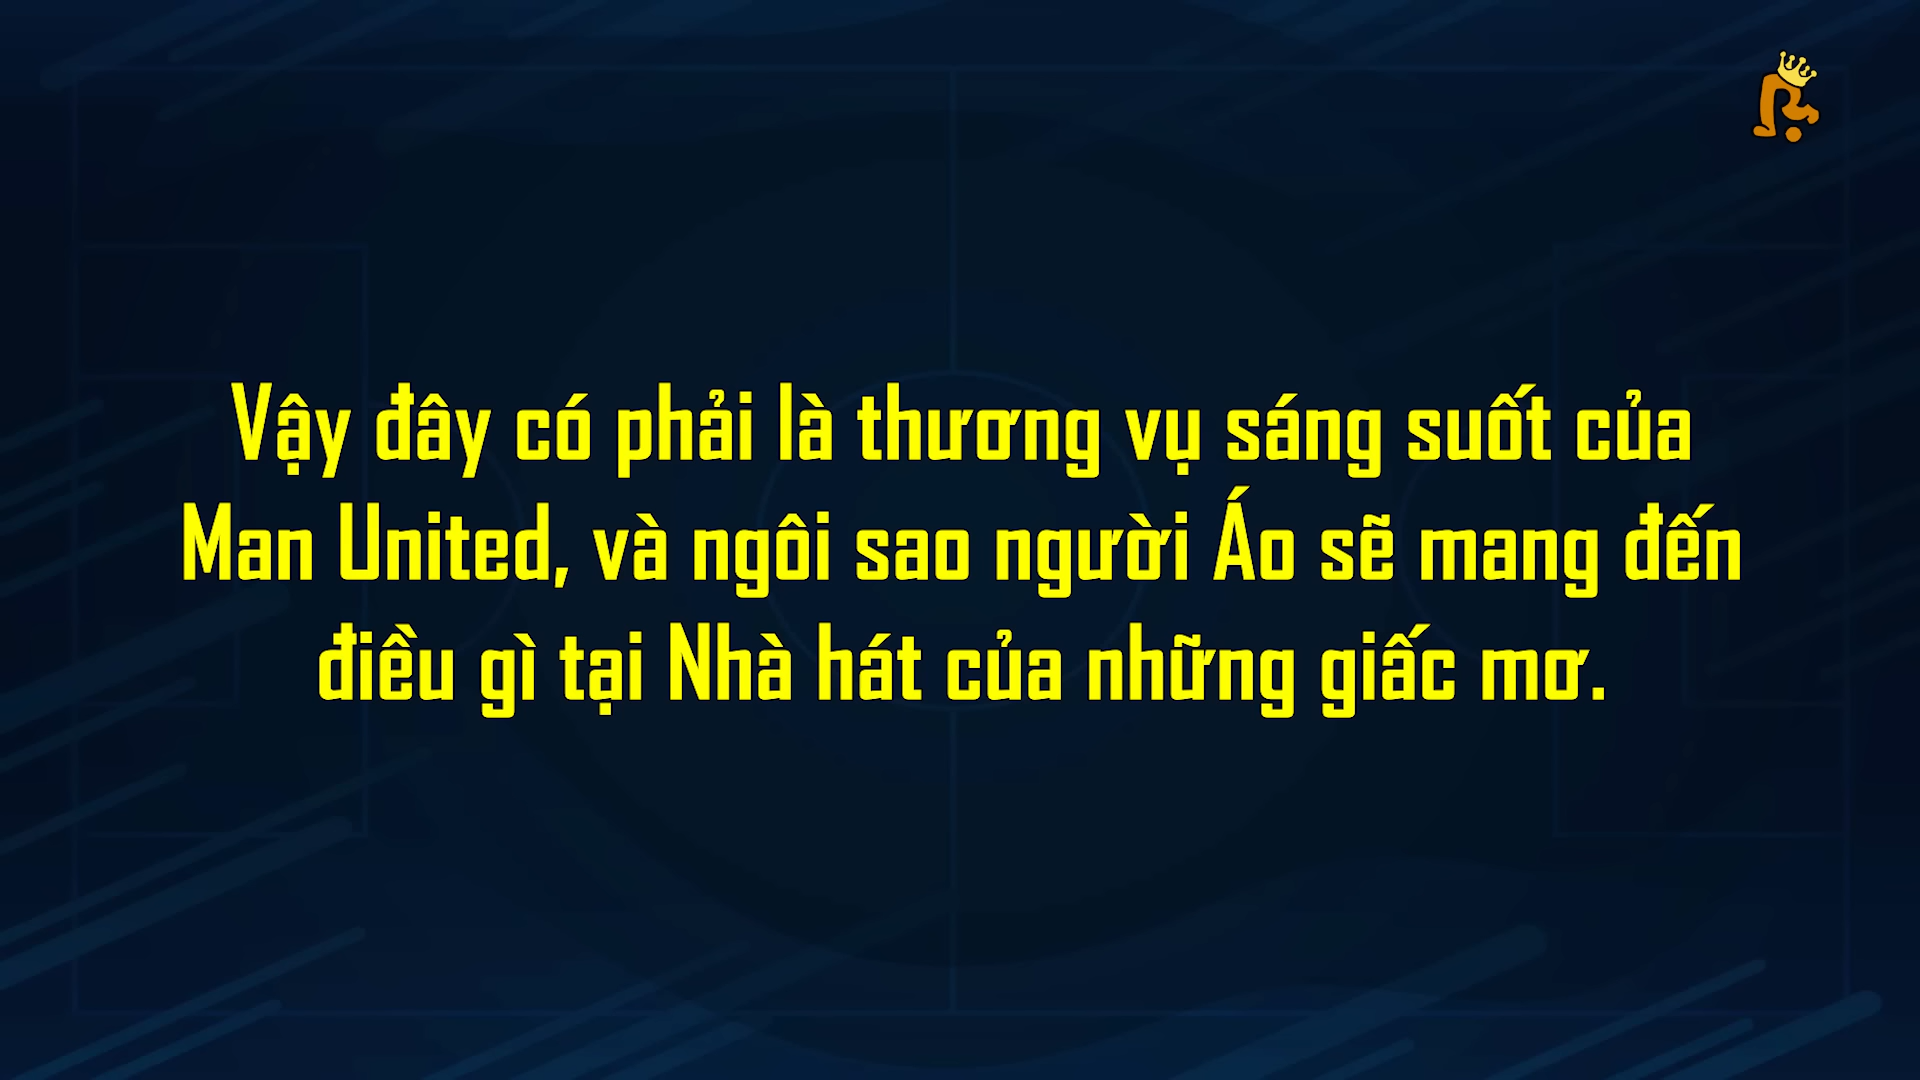 Vậy đây có phải là thương vụ sáng suốt của
Man United, và ngôi sao người Áo sẽ mang đến
điều gì tại Nhà hát của những giấc mơ.